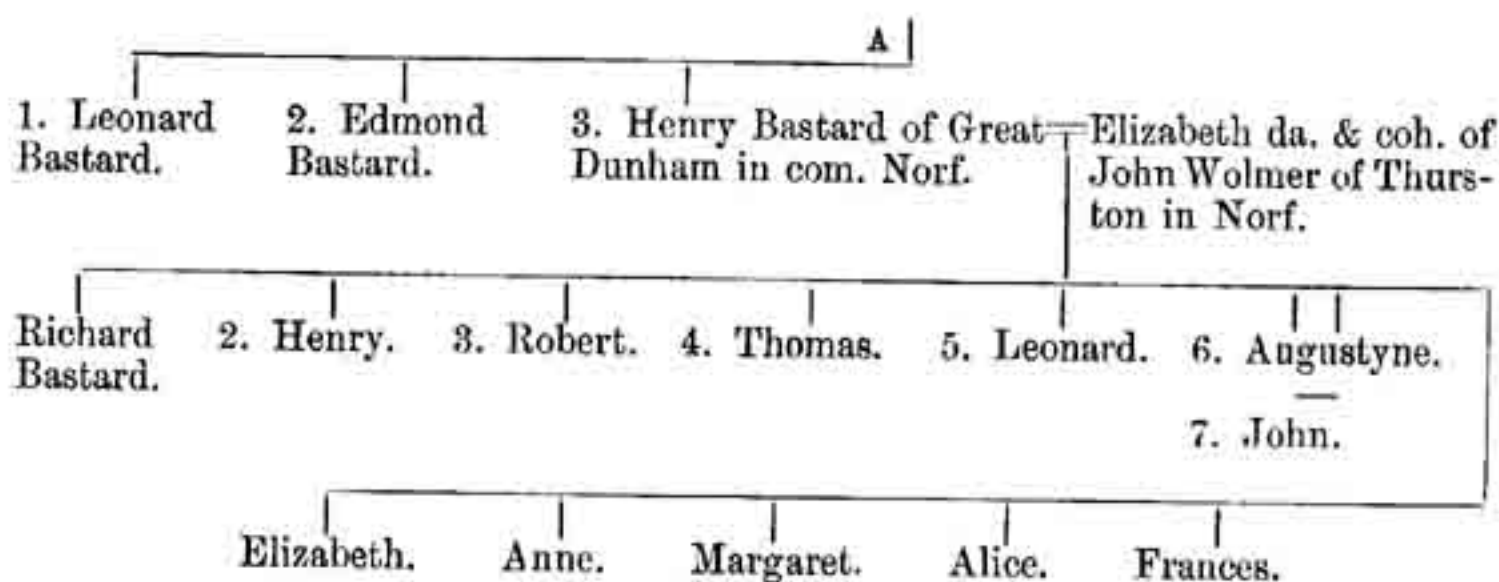 A
1. Leonard Bastard.
2. Edmond Bastard.
3. Henry Bastard of Great Dunham in com. Norf.
Elizabeth da. & coh. of John Wolmer of Thurs-
ton in Norf.
Richard Bastard.
2. Henry.
3. Robert.
4. Thomas.
5. Leonard.
6. Augustyne.
7. John.
Elizabeth.
Anne.
Margaret.
Alice.
Frances.